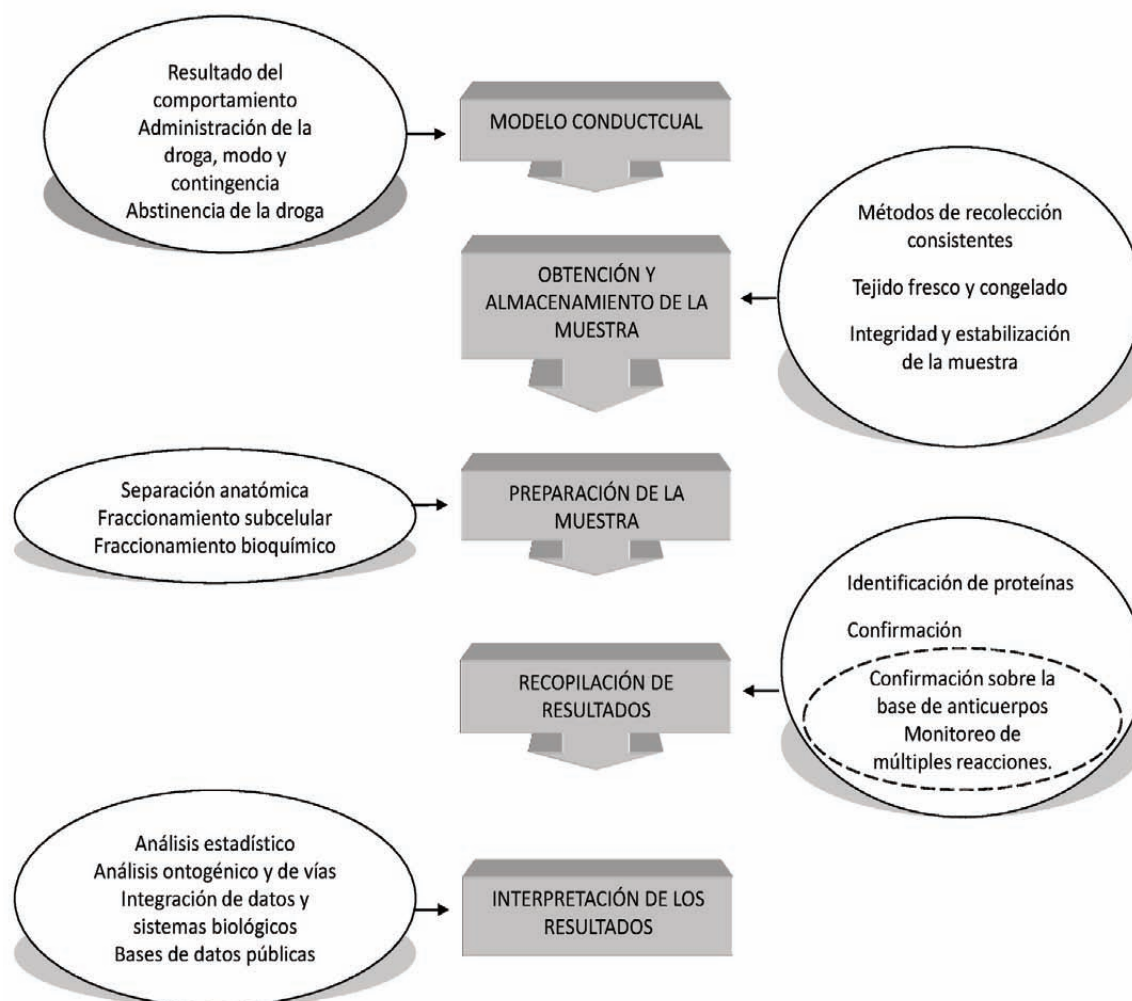 Resultado del
comportamiento
Administración de la
droga, modo y
contingencia
Abstinencia de la droga
MODELO CONDUCTCUAL
Métodos de recolección
consistentes
Tejido fresco y congelado
Integridad y estabilización
de la muestra
OBTENCIÓN Y
ALMACENAMIENTO DE LA
MUESTRA
Separación anatómica
Fraccionamiento subcelular
Fraccionamiento bioquímico
PREPARACIÓN DE LA
MUESTRA
Identificación de proteínas
Confirmación
Confirmación sobre la
base de anticuerpos
Monitoreo de
múltiples reacciones.
RECOPILACIÓN DE
RESULTADOS
Análisis estadístico
Análisis ontogénico y de vías
Integración de datos y
sistemas biológicos
Bases de datos públicas
INTERPRETACIÓN DE LOS
RESULTADOS